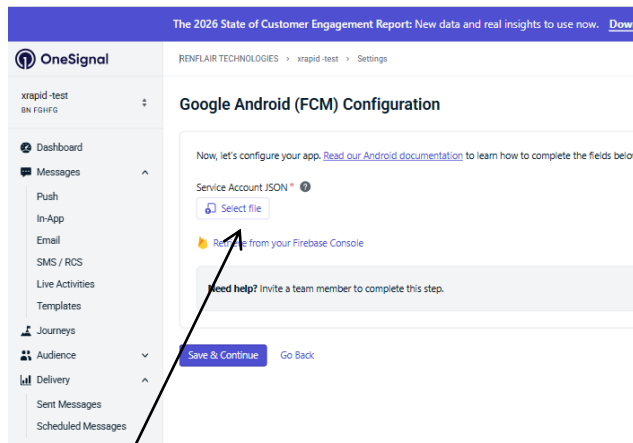 The 2026 State of Customer Engagement Report: New data and real insights to use now. Dow
OneSignal
RENFLAIR TECHNOLOGIES > xrapid -test > Settings
xrapid -test
BN FGHFG
Google Android (FCM) Configuration
Dashboard
Messages
Push
In-App
Email
SMS / RCS
Live Activities
Templates
Journeys
Audience
Delivery
Sent Messages
Scheduled Messages
Now, let's configure your app. Read our Android documentation to learn how to complete the fields belo
Service Account JSON *
Select file
Retrieve from your Firebase Console
Need help? Invite a team member to complete this step.
Save & Continue Go Back